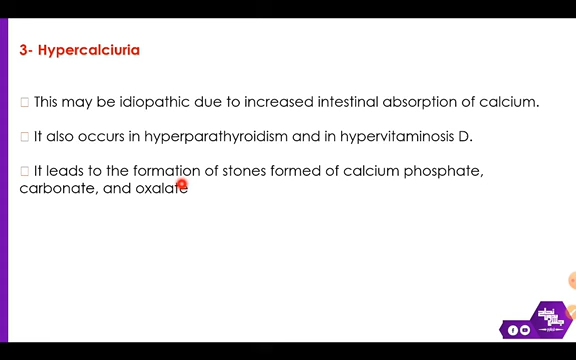 3- Hypercalciuria
This may be idiopathic due to increased intestinal absorption of calcium.
It also occurs in hyperparathyroidism and in hypervitaminosis D.
It leads to the formation of stones formed of calcium phosphate,
carbonate, and oxalate